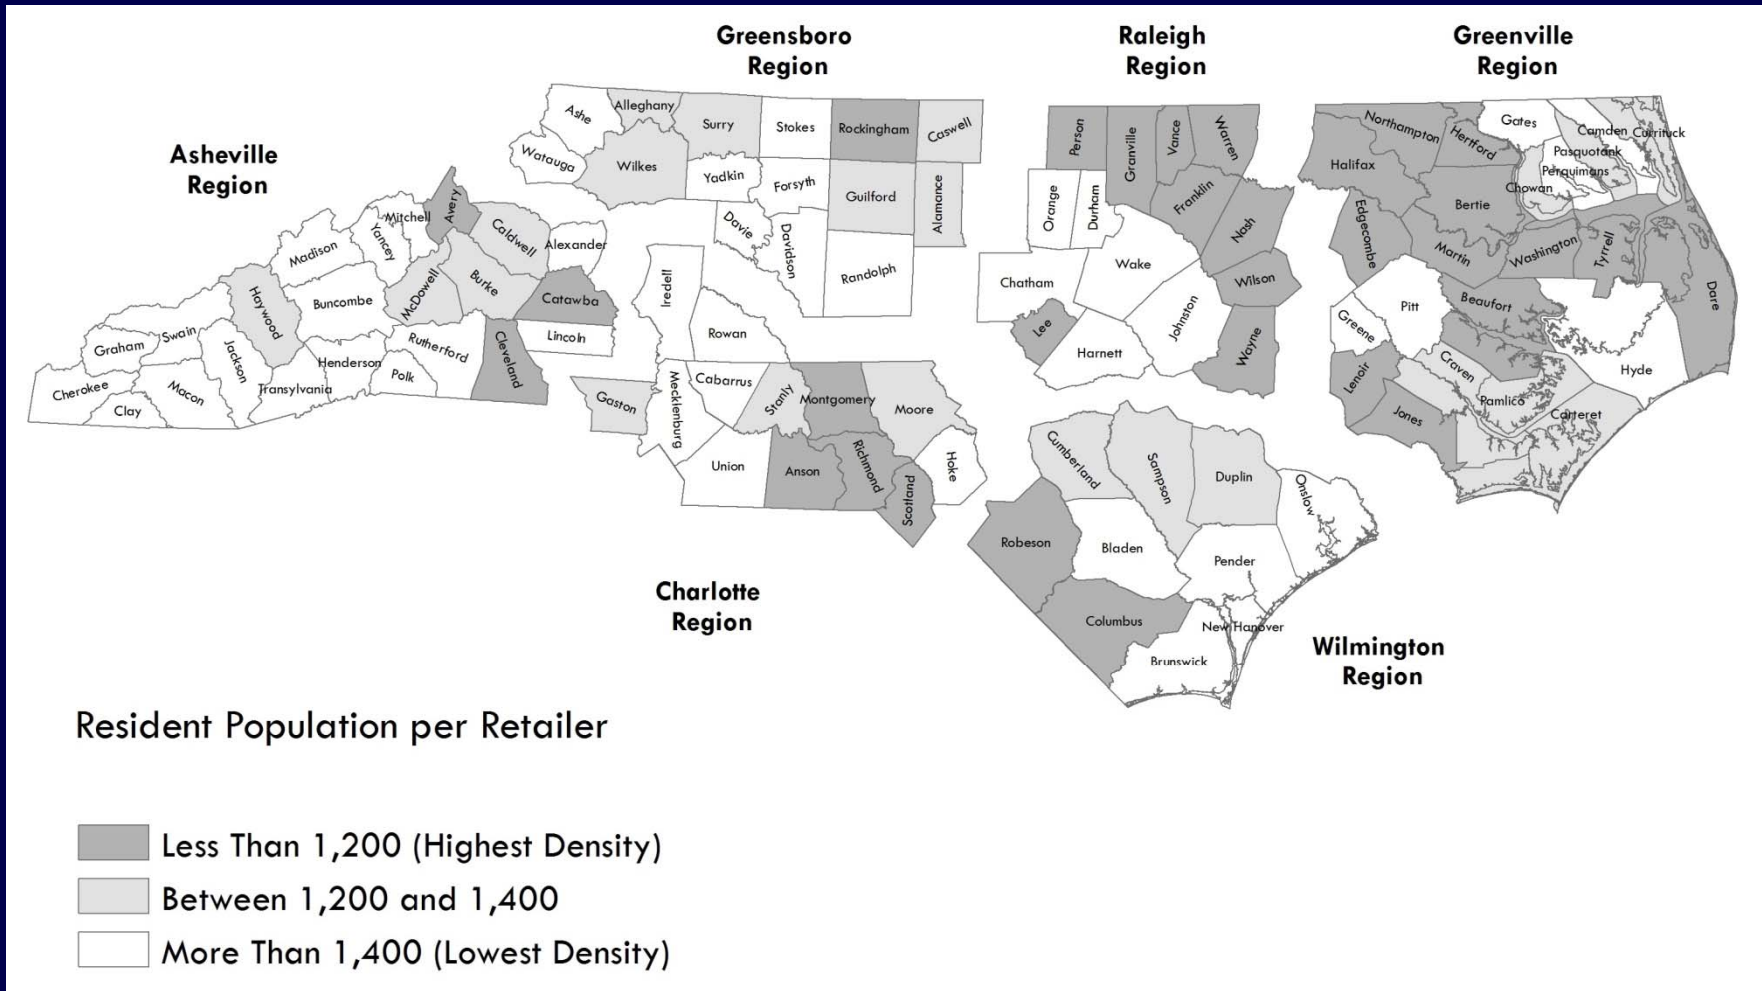 Greensboro
Region
Raleigh
Region
Greenville
Region
Asheville
Region
Charlotte
Region
Wilmington
Region
Ashe
Alleghany
Surry
Stokes
Rockingham
Caswell
Watauga
Wilkes
Yadkin
Forsyth
Guilford
Alamance
Davie
Davidson
Randolph
Avery
Mitchell
Yancey
Madison
Caldwell
Alexander
Haywood
Buncombe
McDowell
Burke
Catawba
Swain
Graham
Jackson
Henderson
Rutherford
Cleveland
Lincoln
Cherokee
Macon
Transylvania
Polk
Clay
Iredell
Rowan
Gaston
Mecklenburg
Cabarrus
Stanly
Montgomery
Moore
Union
Anson
Richmond
Scotland
Hoke
Person
Granville
Vance
Warren
Orange
Durham
Franklin
Nash
Chatham
Wake
Wilson
Lee
Harnett
Johnston
Wayne
Northampton
Hertford
Gates
Camden
Currituck
Halifax
Pasquotank
Perquimans
Chowan
Bertie
Edgecombe
Martin
Washington
Tyrrell
Dare
Pitt
Beaufort
Greene
Hyde
Lenoir
Craven
Pamlico
Jones
Carteret
Cumberland
Sampson
Duplin
Onslow
Robeson
Bladen
Pender
Columbus
New Hanover
Brunswick
Resident Population per Retailer
Less Than 1,200 (Highest Density)
Between 1,200 and 1,400
More Than 1,400 (Lowest Density)